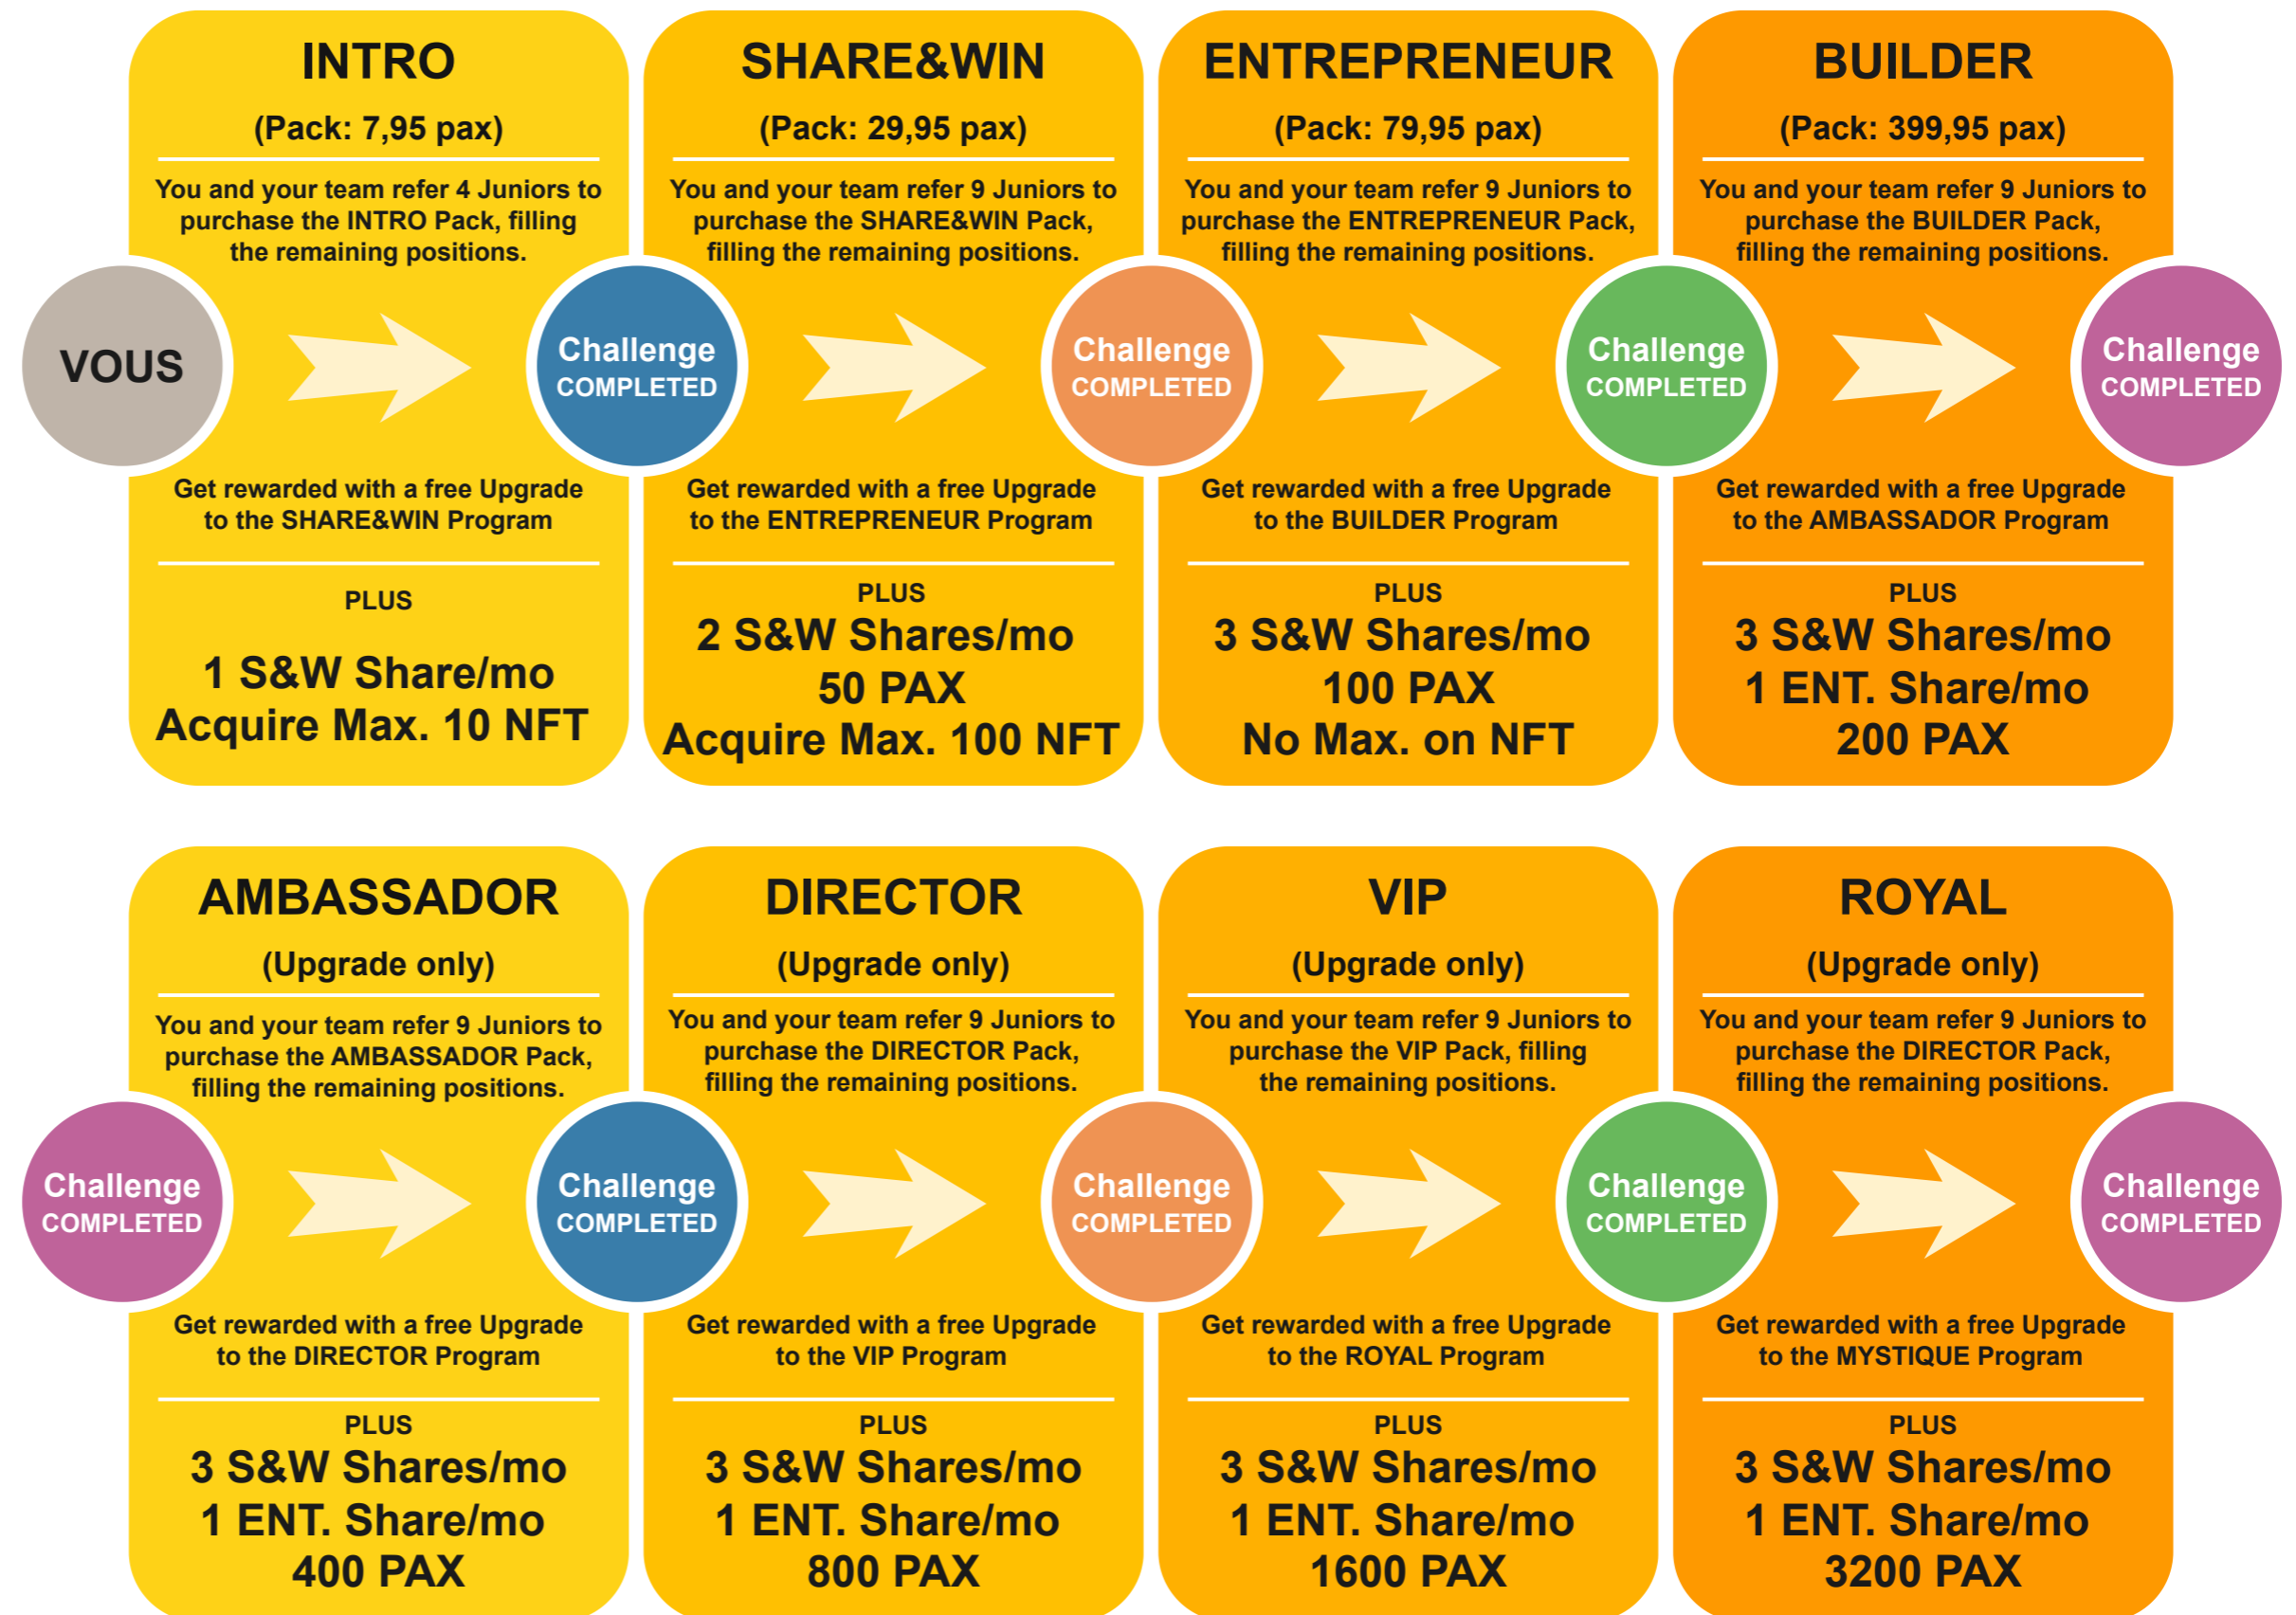 INTRO
(Pack: 7,95 pax)
You and your team refer 4 Juniors to
purchase the INTRO Pack, filling
the remaining positions.
VOUS
Challenge
COMPLETED
Get rewarded with a free Upgrade
to the SHARE&WIN Program
PLUS
1 S&W Share/mo
Acquire Max. 10 NFT
SHARE&WIN
(Pack: 29,95 pax)
You and your team refer 9 Juniors to
purchase the SHARE&WIN Pack,
filling the remaining positions.
Challenge
COMPLETED
Get rewarded with a free Upgrade
to the ENTREPRENEUR Program
PLUS
2 S&W Shares/mo
50 PAX
Acquire Max. 100 NFT
ENTREPRENEUR
(Pack: 79,95 pax)
You and your team refer 9 Juniors to
purchase the ENTREPRENEUR Pack,
filling the remaining positions.
Challenge
COMPLETED
Get rewarded with a free Upgrade
to the BUILDER Program
PLUS
3 S&W Shares/mo
100 PAX
No Max. on NFT
BUILDER
(Pack: 399,95 pax)
You and your team refer 9 Juniors to
purchase the BUILDER Pack,
filling the remaining positions.
Challenge
COMPLETED
Get rewarded with a free Upgrade
to the AMBASSADOR Program
PLUS
3 S&W Shares/mo
1 ENT. Share/mo
200 PAX
AMBASSADOR
(Upgrade only)
You and your team refer 9 Juniors to
purchase the AMBASSADOR Pack,
filling the remaining positions.
Challenge
COMPLETED
Challenge
COMPLETED
Get rewarded with a free Upgrade
to the DIRECTOR Program
PLUS
3 S&W Shares/mo
1 ENT. Share/mo
400 PAX
DIRECTOR
(Upgrade only)
You and your team refer 9 Juniors to
purchase the DIRECTOR Pack,
filling the remaining positions.
Challenge
COMPLETED
Get rewarded with a free Upgrade
to the VIP Program
PLUS
3 S&W Shares/mo
1 ENT. Share/mo
800 PAX
VIP
(Upgrade only)
You and your team refer 9 Juniors to
purchase the VIP Pack, filling
the remaining positions.
Challenge
COMPLETED
Get rewarded with a free Upgrade
to the ROYAL Program
PLUS
3 S&W Shares/mo
1 ENT. Share/mo
1600 PAX
ROYAL
(Upgrade only)
You and your team refer 9 Juniors to
purchase the DIRECTOR Pack,
filling the remaining positions.
Challenge
COMPLETED
Get rewarded with a free Upgrade
to the MYSTIQUE Program
PLUS
3 S&W Shares/mo
1 ENT. Share/mo
3200 PAX